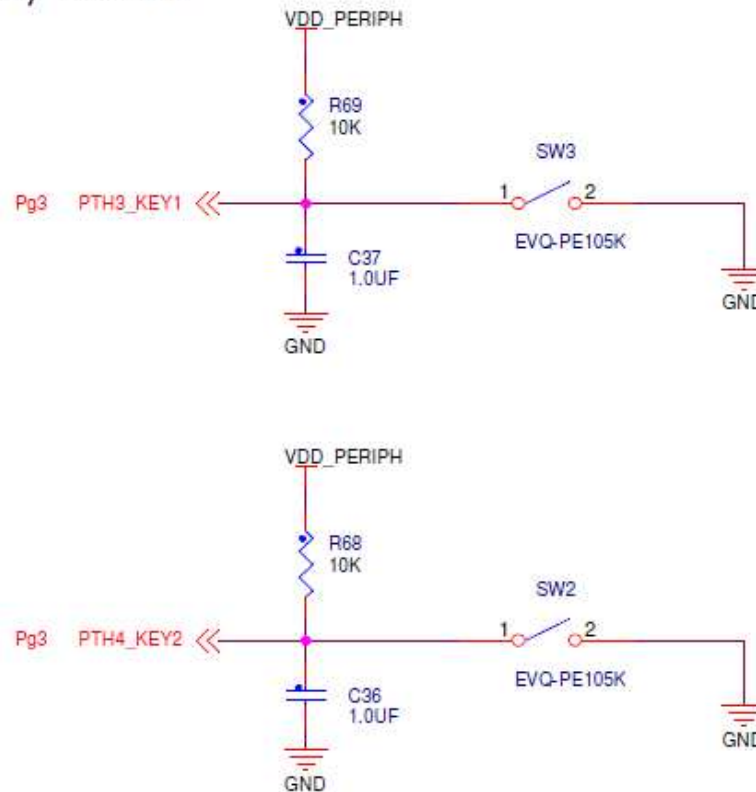 VDD_PERIPH
R69
10K
SW3
Pg3 PTH3_KEY1
1 2
EVQ-PE105K
C37
1.0UF
GND
GND
VDD_PERIPH
R68
10K
SW2
Pg3 PTH4_KEY2
1 2
EVQ-PE105K
C36
1.0UF
GND
GND